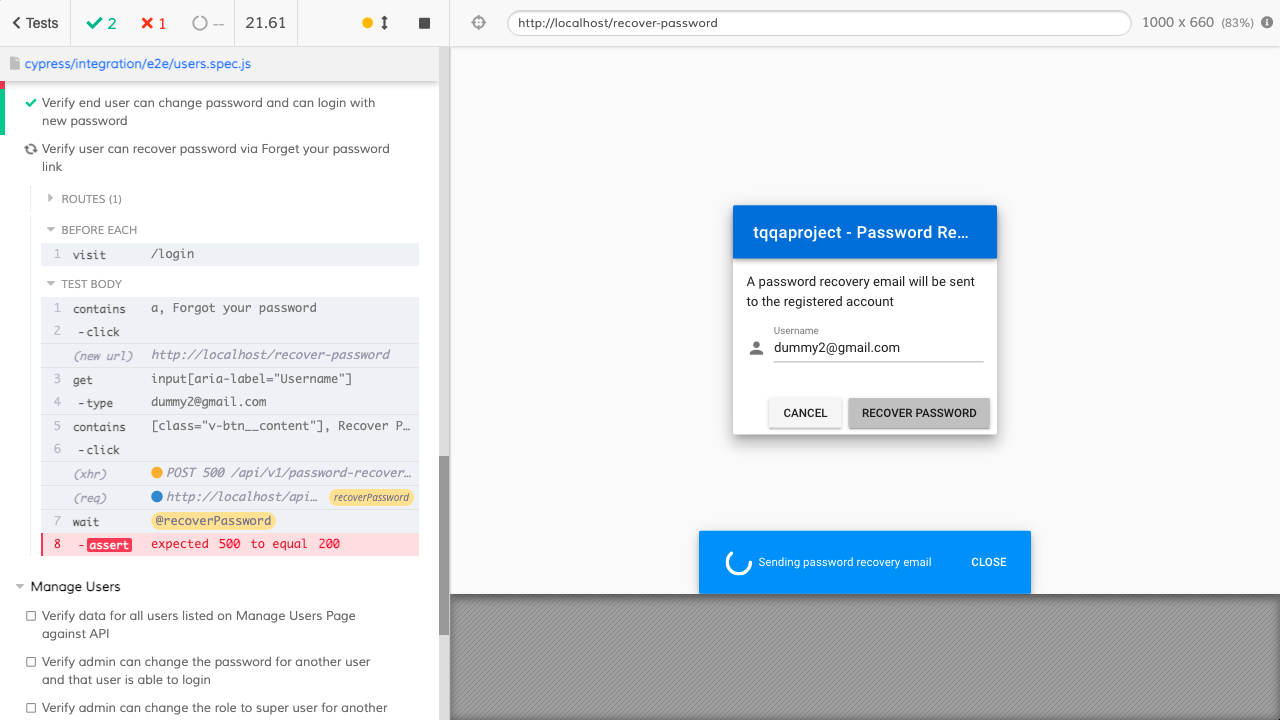 Tests
2
1
--
21.61
http://localhost/recover-password
1000 x 660 (83%)
cypress/integration/e2e/users.spec.js
Verify end user can change password and can login with
new password
Verify user can recover password via Forget your password
link
ROUTES (1)
BEFORE EACH
1 visit /login
TEST BODY
1 contains a, Forgot your password
2 - click
(new url) http://localhost/recover-password
3 get input[aria-label="Username"]
4 - type dummy2@gmail.com
5 contains [class="v-btn__content"], Recover P…
6 - click
(xhr) POST 500 /api/v1/password-recover…
(req) http://localhost/api… recoverPassword
7 wait @recoverPassword
8 - assert expected 500 to equal 200
Manage Users
Verify data for all users listed on Manage Users Page
against API
Verify admin can change the password for another user
and that user is able to login
Verify admin can change the role to super user for another
tqqaproject - Password Re…
A password recovery email will be sent
to the registered account
Username
dummy2@gmail.com
CANCEL
RECOVER PASSWORD
Sending password recovery email
CLOSE